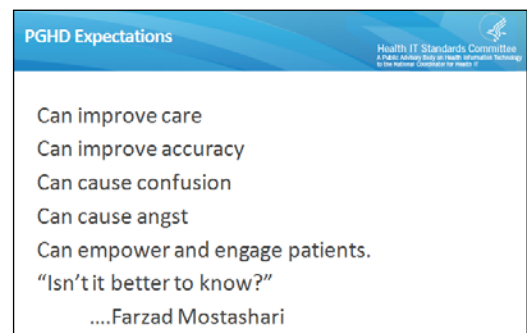 PGHD Expectations
Health IT Standards Committee
A Public Advisory Body on Health Information Technology
to the National Coordinator for Health IT
Can improve care
Can improve accuracy
Can cause confusion
Can cause angst
Can empower and engage patients.
“Isn’t it better to know?”
....Farzad Mostashari